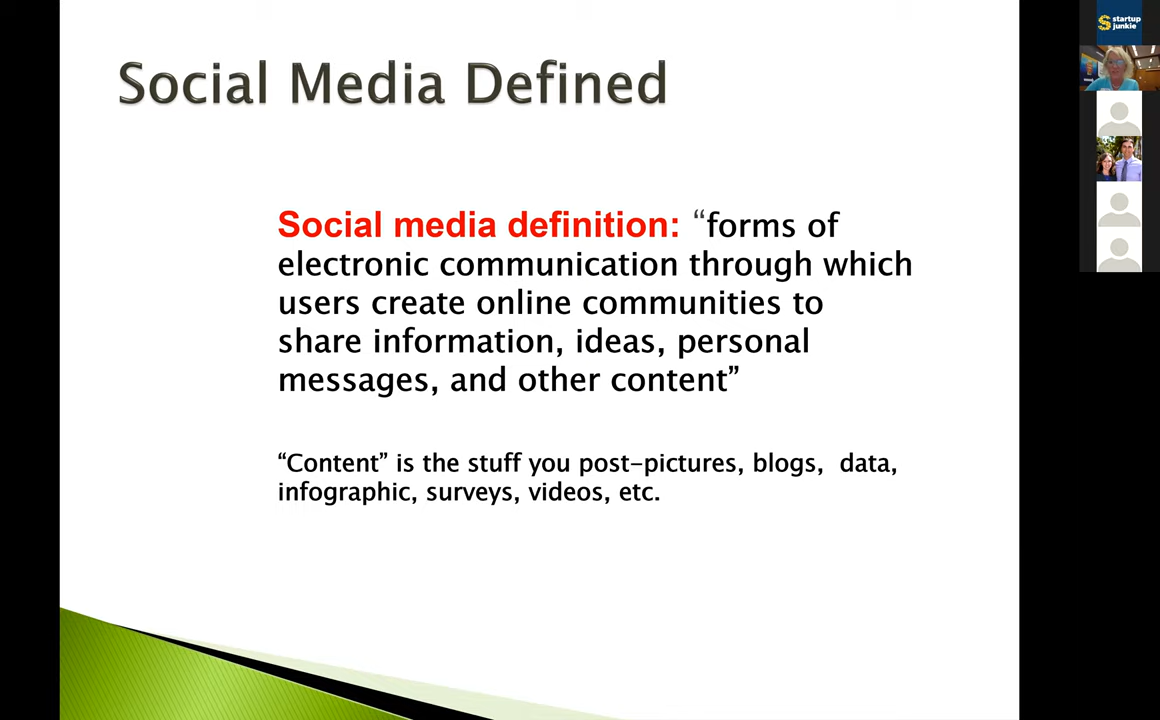 Social Media Defined
Social media definition: “forms of
electronic communication through which
users create online communities to
share information, ideas, personal
messages, and other content”
“Content” is the stuff you post-pictures, blogs,  data,
infographic, surveys, videos, etc.
startup
junkie